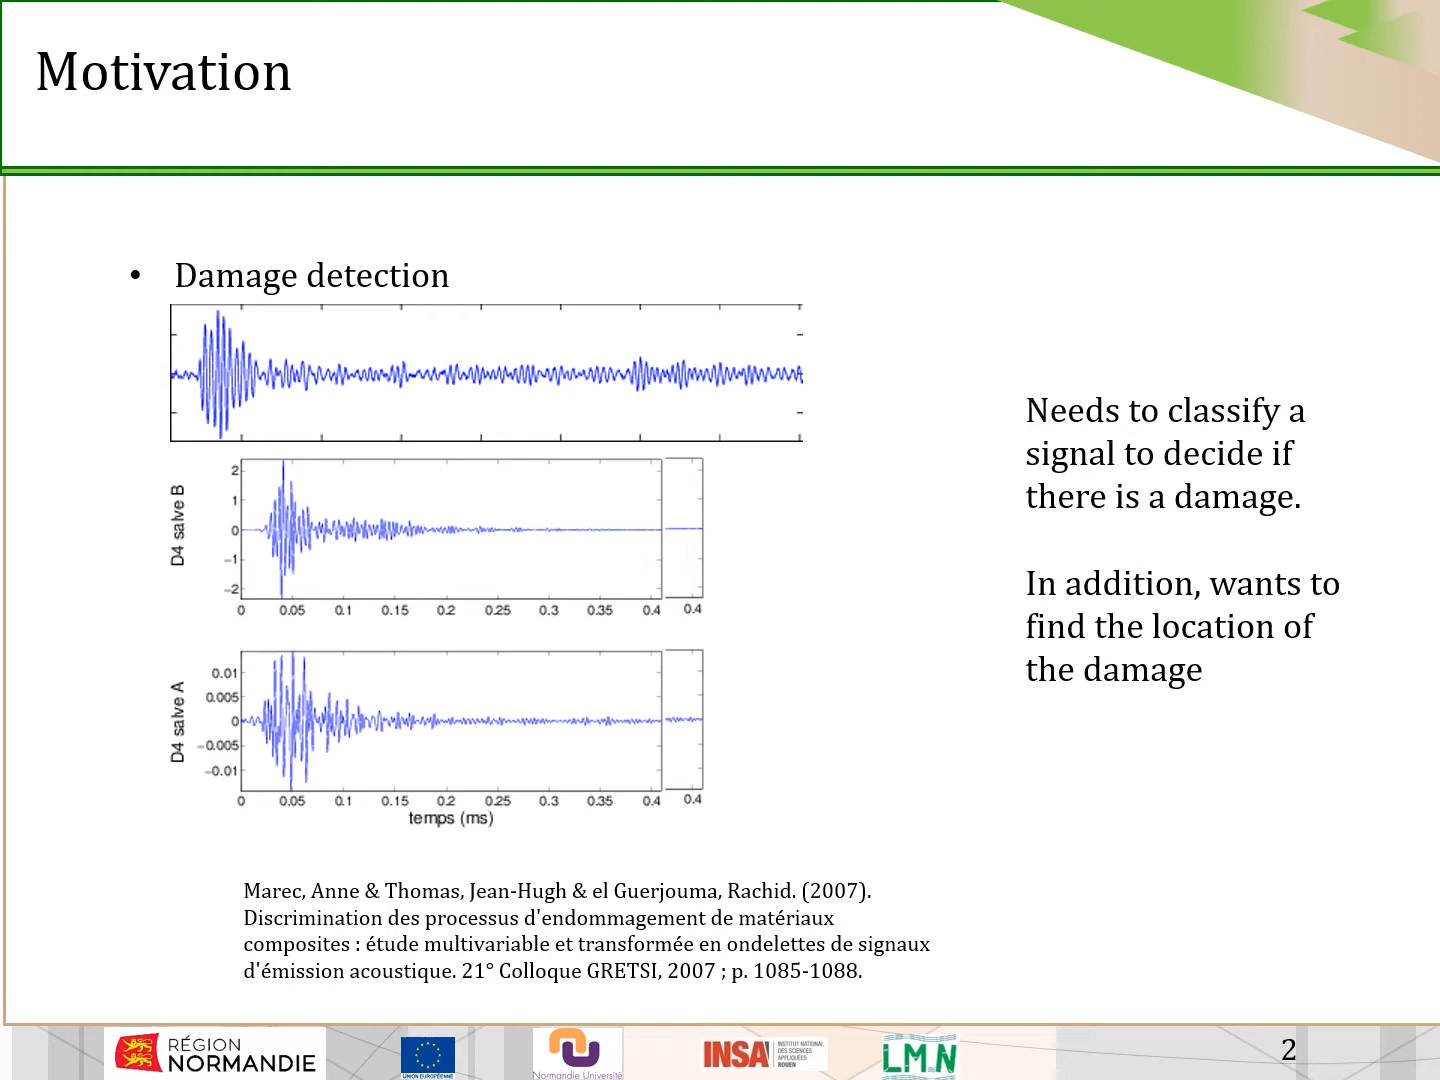 Motivation
• Damage detection
D4 salve B
2
1
0
−1
−2
0 0.05 0.1 0.15 0.2 0.25 0.3 0.35 0.4 0.4
D4 salve A
0.01
0.005
0
−0.005
−0.01
0 0.05 0.1 0.15 0.2 0.25 0.3 0.35 0.4 0.4
temps (ms)
Needs to classify a
signal to decide if
there is a damage.
In addition, wants to
find the location of
the damage
Marec, Anne & Thomas, Jean-Hugh & el Guerjouma, Rachid. (2007).
Discrimination des processus d'endommagement de matériaux
composites : étude multivariable et transformée en ondelettes de signaux
d'émission acoustique. 21° Colloque GRETSI, 2007 ; p. 1085-1088.
RÉGION
NORMANDIE
UNION EUROPÉENNE
Normandie Université
INSA
INSTITUT NATIONAL
DES SCIENCES
APPLIQUÉES
ROUEN
LMN
2